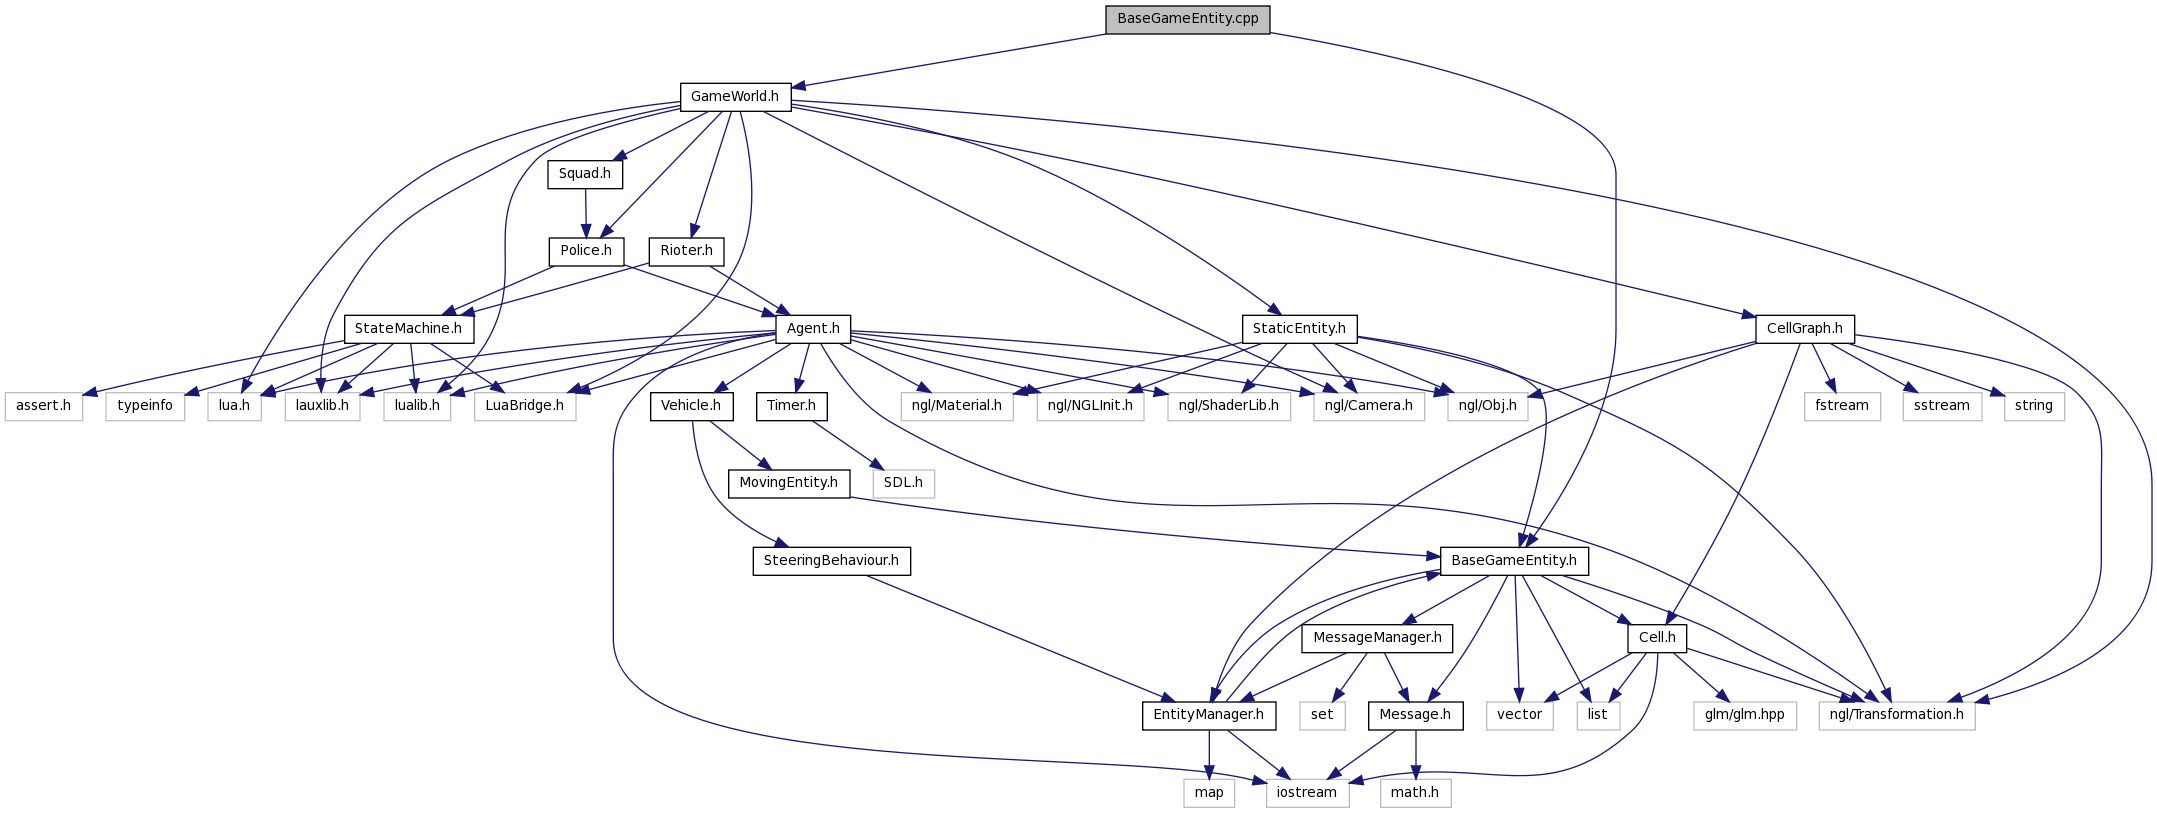 BaseGameEntity.cpp
GameWorld.h
Squad.h
Police.h
Rioter.h
StateMachine.h
Agent.h
StaticEntity.h
CellGraph.h
assert.h
typeinfo
lua.h
lauxlib.h
lualib.h
LuaBridge.h
Vehicle.h
Timer.h
ngl/Material.h
ngl/NGLInit.h
ngl/ShaderLib.h
ngl/Camera.h
ngl/Obj.h
fstream
sstream
string
MovingEntity.h
SDL.h
SteeringBehaviour.h
BaseGameEntity.h
MessageManager.h
Cell.h
EntityManager.h
set
Message.h
vector
list
glm/glm.hpp
ngl/Transformation.h
map
iostream
math.h